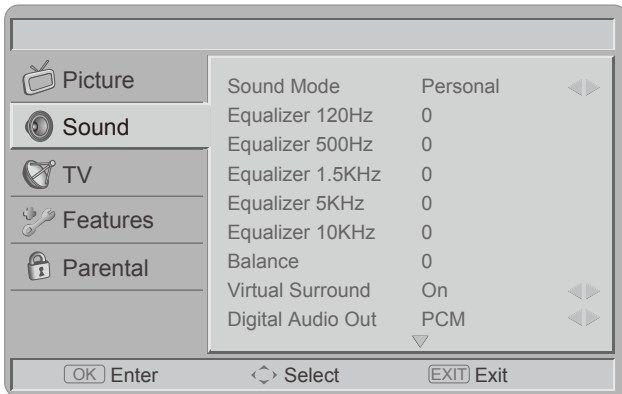 Picture
Sound
TV
Features
Parental
Sound Mode Personal
Equalizer 120Hz 0
Equalizer 500Hz 0
Equalizer 1.5KHz 0
Equalizer 5KHz 0
Equalizer 10KHz 0
Balance 0
Virtual Surround On
Digital Audio Out PCM
OK Enter Select EXIT Exit